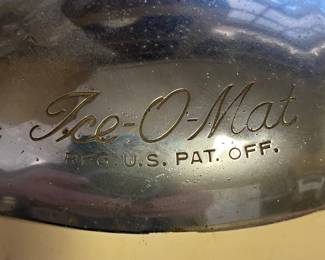 Ice-O-Mat
REG. U.S. PAT. OFF.